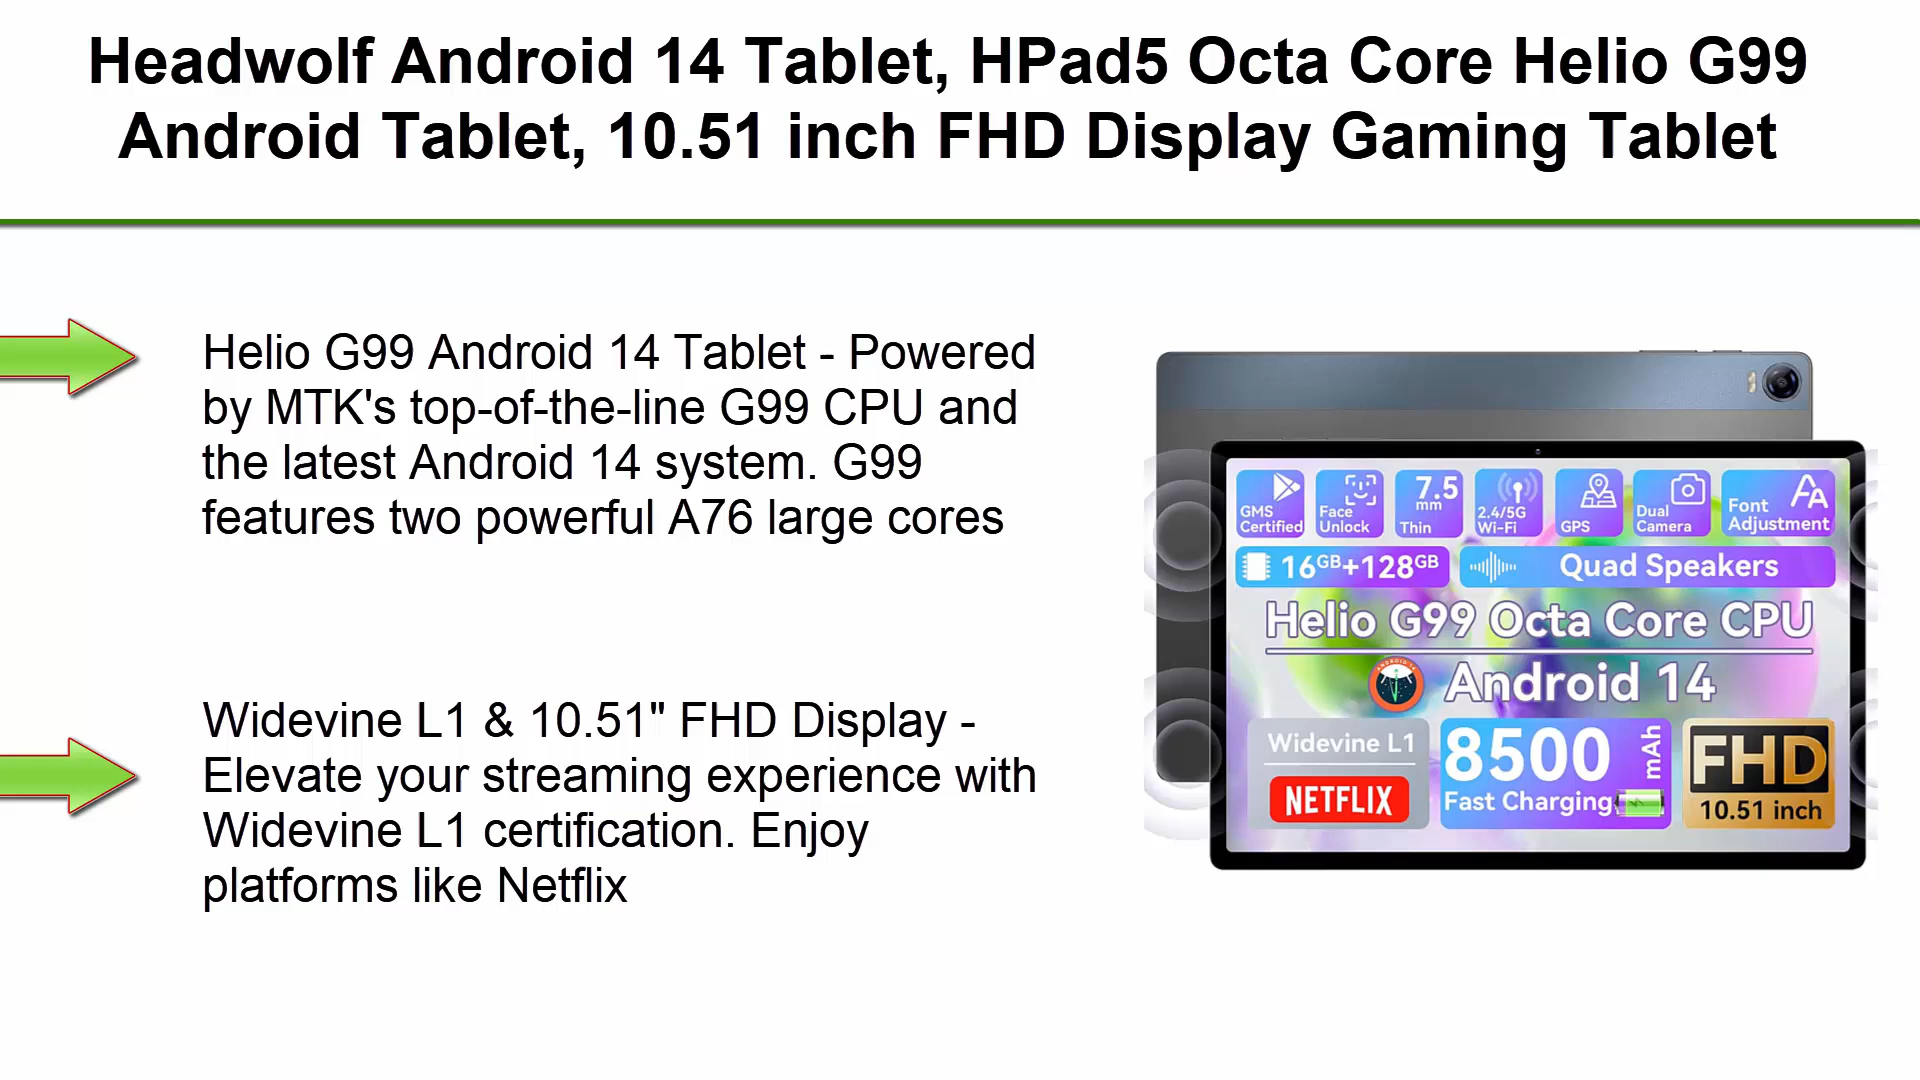 Headwolf Android 14 Tablet, HPad5 Octa Core Helio G99
Android Tablet, 10.51 inch FHD Display Gaming Tablet
Helio G99 Android 14 Tablet - Powered
by MTK's top-of-the-line G99 CPU and
the latest Android 14 system. G99
features two powerful A76 large cores
Widevine L1 & 10.51" FHD Display -
Elevate your streaming experience with
Widevine L1 certification. Enjoy
platforms like Netflix
GMS
Certified
Face
Unlock
7.5
mm
Thin
2.4/5G
Wi-Fi
GPS
Dual
Camera
Font
Adjustment
16GB+128GB
Quad Speakers
Helio G99 Octa Core CPU
ANDROID 14
Android 14
Widevine L1
NETFLIX
8500 mAh
Fast Charging
FHD
10.51 inch